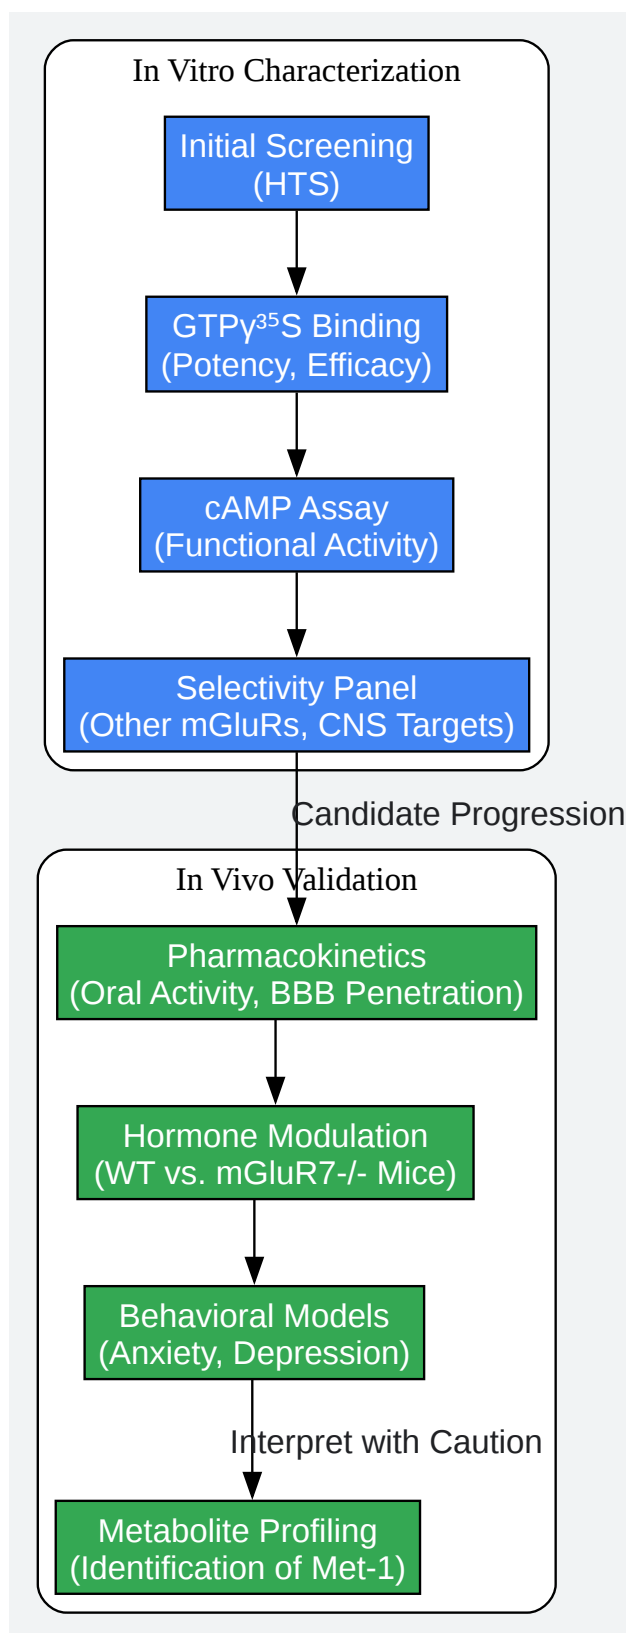 In Vitro Characterization
Initial Screening
(HTS)
GTPγ³⁵S Binding
(Potency, Efficacy)
cAMP Assay
(Functional Activity)
Selectivity Panel
(Other mGluRs, CNS Targets)
Candidate Progression
In Vivo Validation
Pharmacokinetics
(Oral Activity, BBB Penetration)
Hormone Modulation
(WT vs. mGluR7-/- Mice)
Behavioral Models
(Anxiety, Depression)
Interpret with Caution
Metabolite Profiling
(Identification of Met-1)